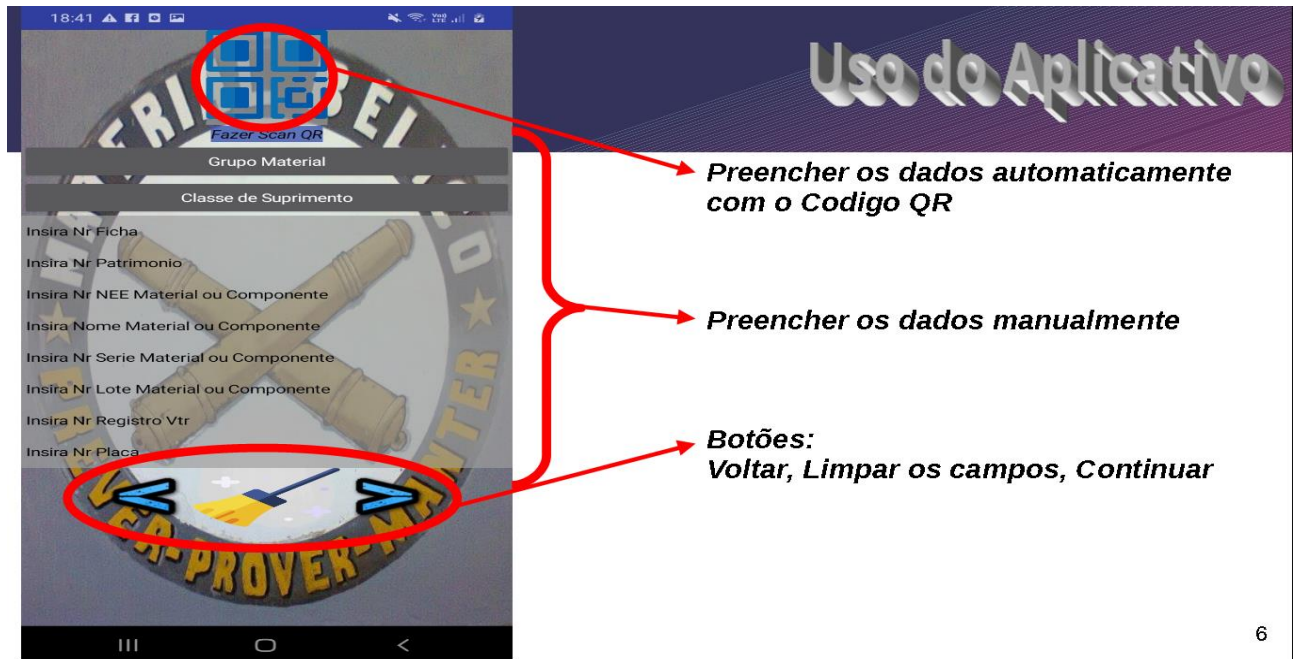 18:41
Uso do Aplicativo
Fazer Scan QR
Grupo Material
Classe de Suprimento
Insira Nr Ficha
Insira Nr Patrimonio
Insira Nr NEE Material ou Componente
Insira Nome Material ou Componente
Insira Nr Serie Material ou Componente
Insira Nr Lote Material ou Componente
Insira Nr Registro Vtr
Insira Nr Placa
PROVER
Preencher os dados automaticamente
com o Codigo QR
Preencher os dados manualmente
Botões:
Voltar, Limpar os campos, Continuar
6